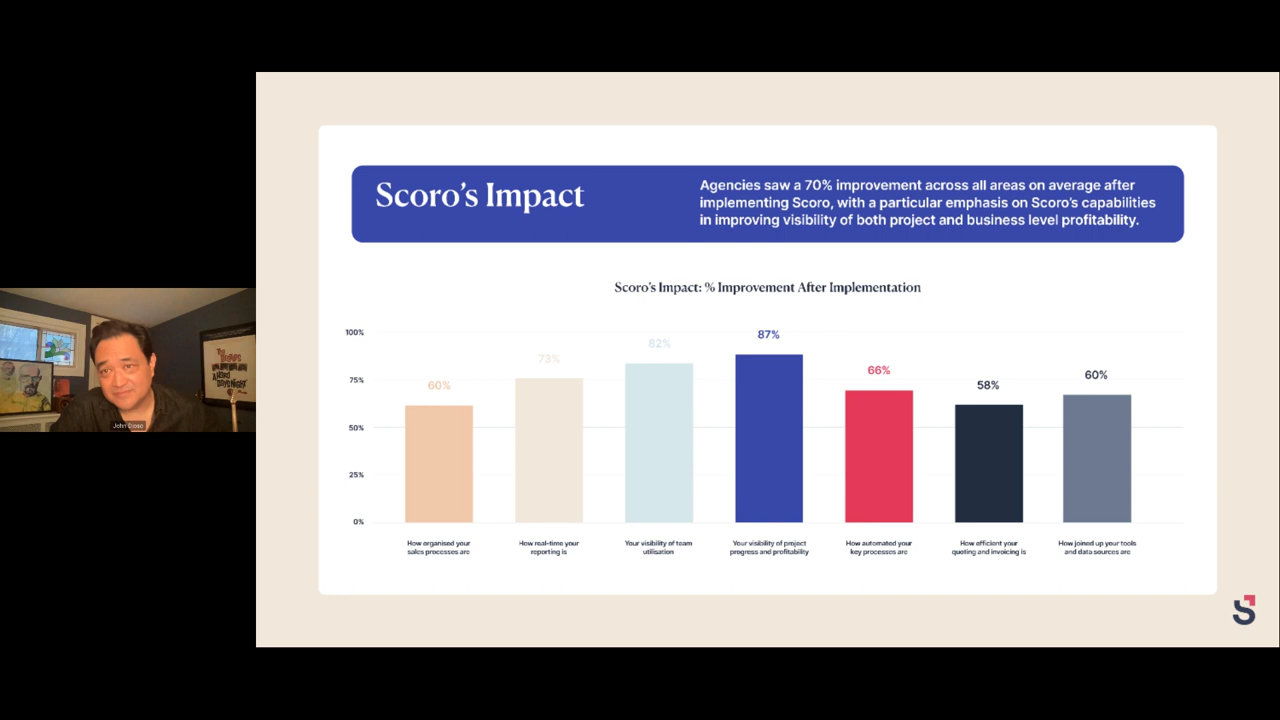 Scoro's Impact
Agencies saw a 70% improvement across all areas on average after
implementing Scoro, with a particular emphasis on Scoro's capabilities
in improving visibility of both project and business level profitability.
Scoro's Impact: % Improvement After Implementation
100%
75%
50%
25%
0%
60%
73%
82%
87%
66%
58%
60%
How organised your
sales processes are
How real-time your
reporting is
Your visibility of team
utilisation
Your visibility of project
progress and profitability
How automated your
key processes are
How efficient your
quoting and invoicing is
How joined up your tools
and data sources are
John
The
A HARD
DAY'S NIGHT
S